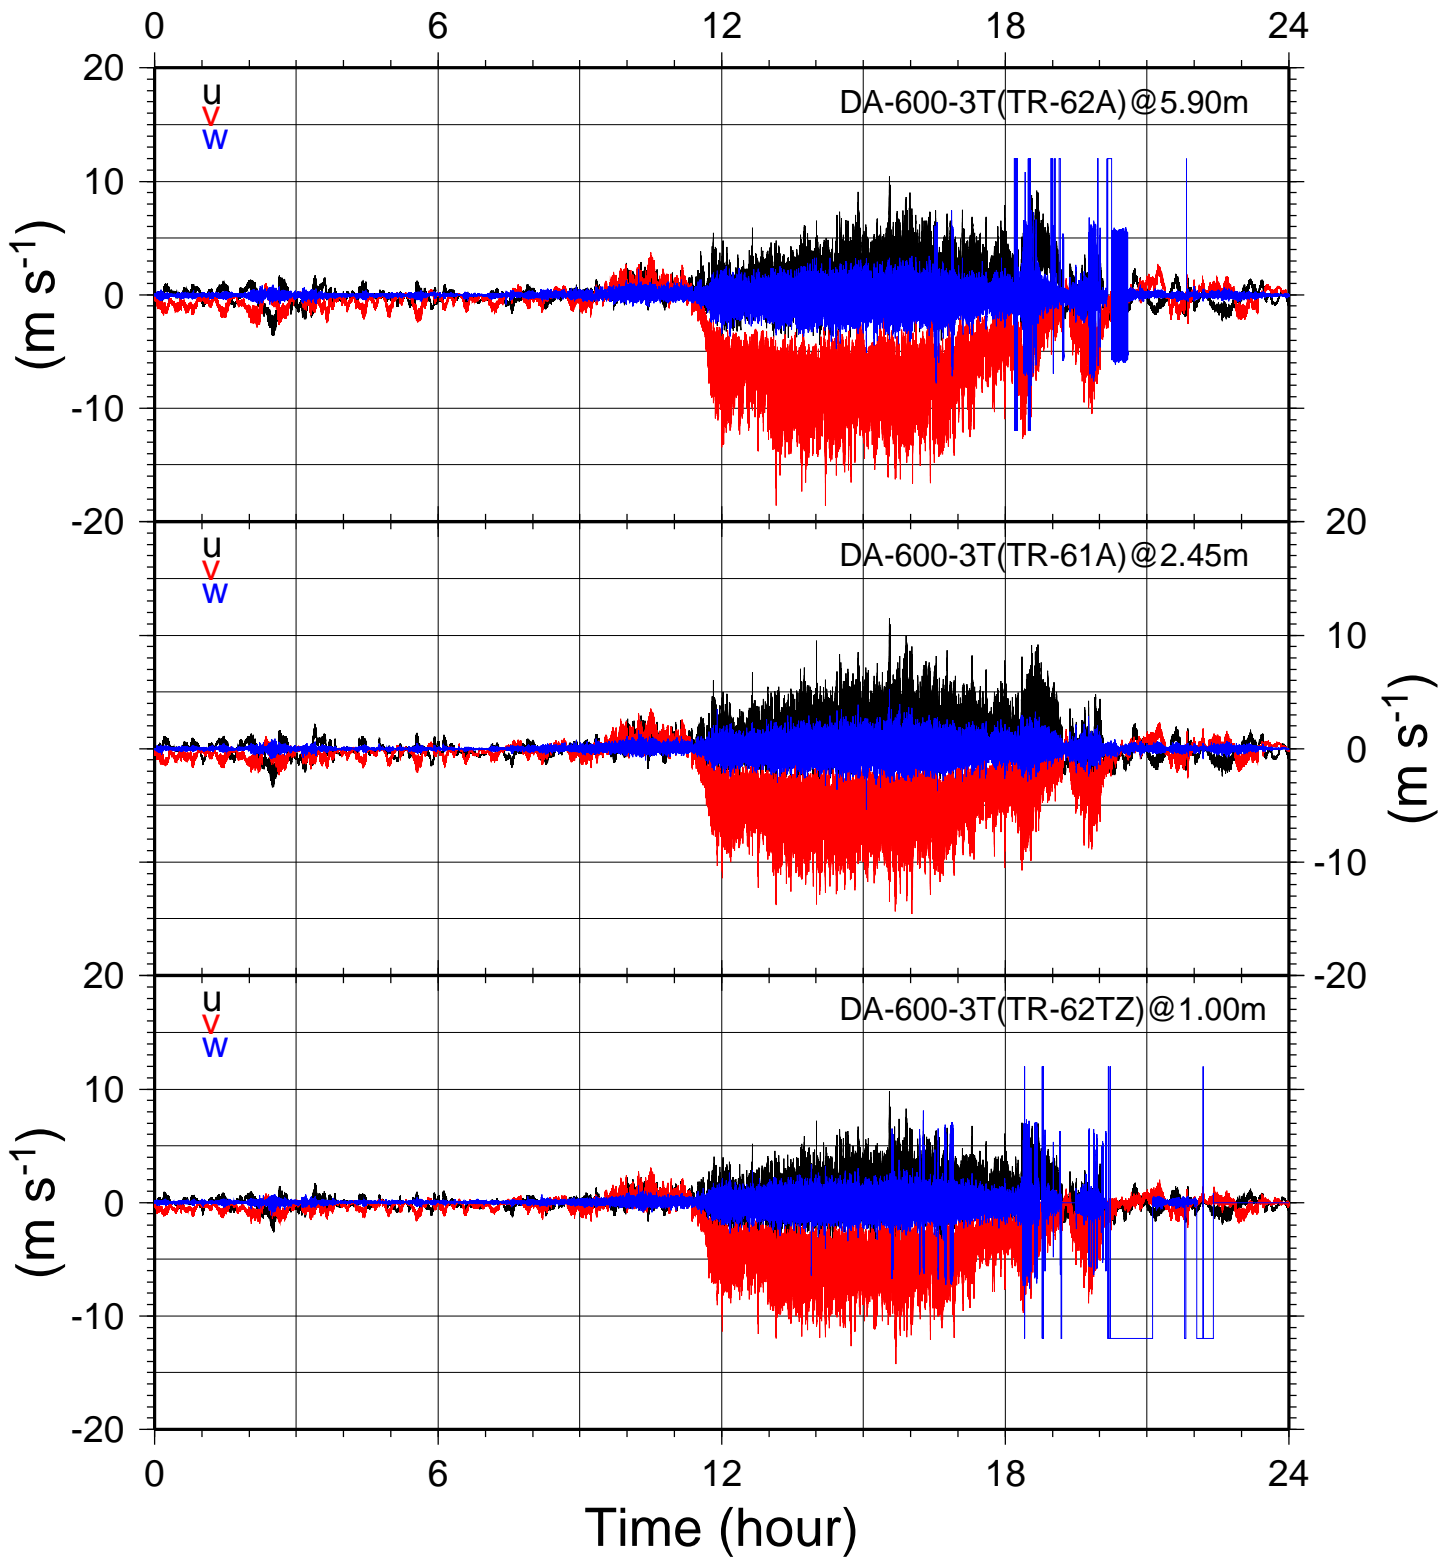 0 6 12 18 24
20
u
v
w
DA-600-3T(TR-62A)@5.90m
10
0
(m s-1)
-10
-20
20
u
v
w
DA-600-3T(TR-61A)@2.45m
10
0
(m s-1)
-10
20
-20
u
v
w
DA-600-3T(TR-62TZ)@1.00m
10
0
(m s-1)
-10
-20
0 6 12 18 24
Time (hour)